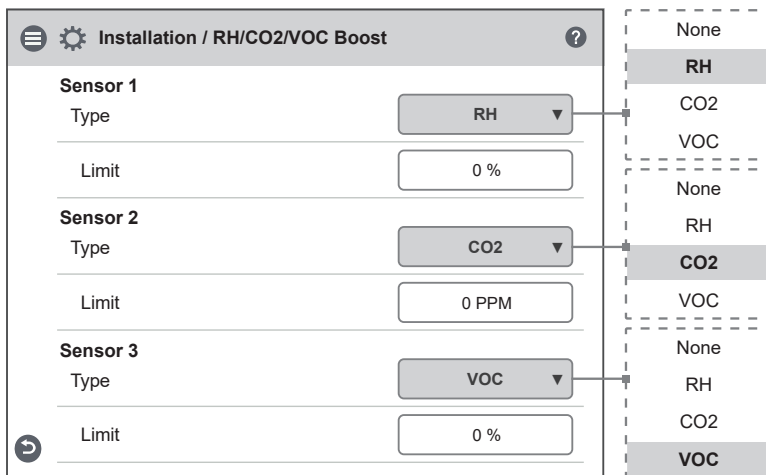 Installation / RH/CO2/VOC Boost
?
Sensor 1
Type
RH
Limit
0 %
Sensor 2
Type
CO2
Limit
0 PPM
Sensor 3
Type
VOC
Limit
0 %
None
RH
CO2
VOC
None
RH
CO2
VOC
None
RH
CO2
VOC